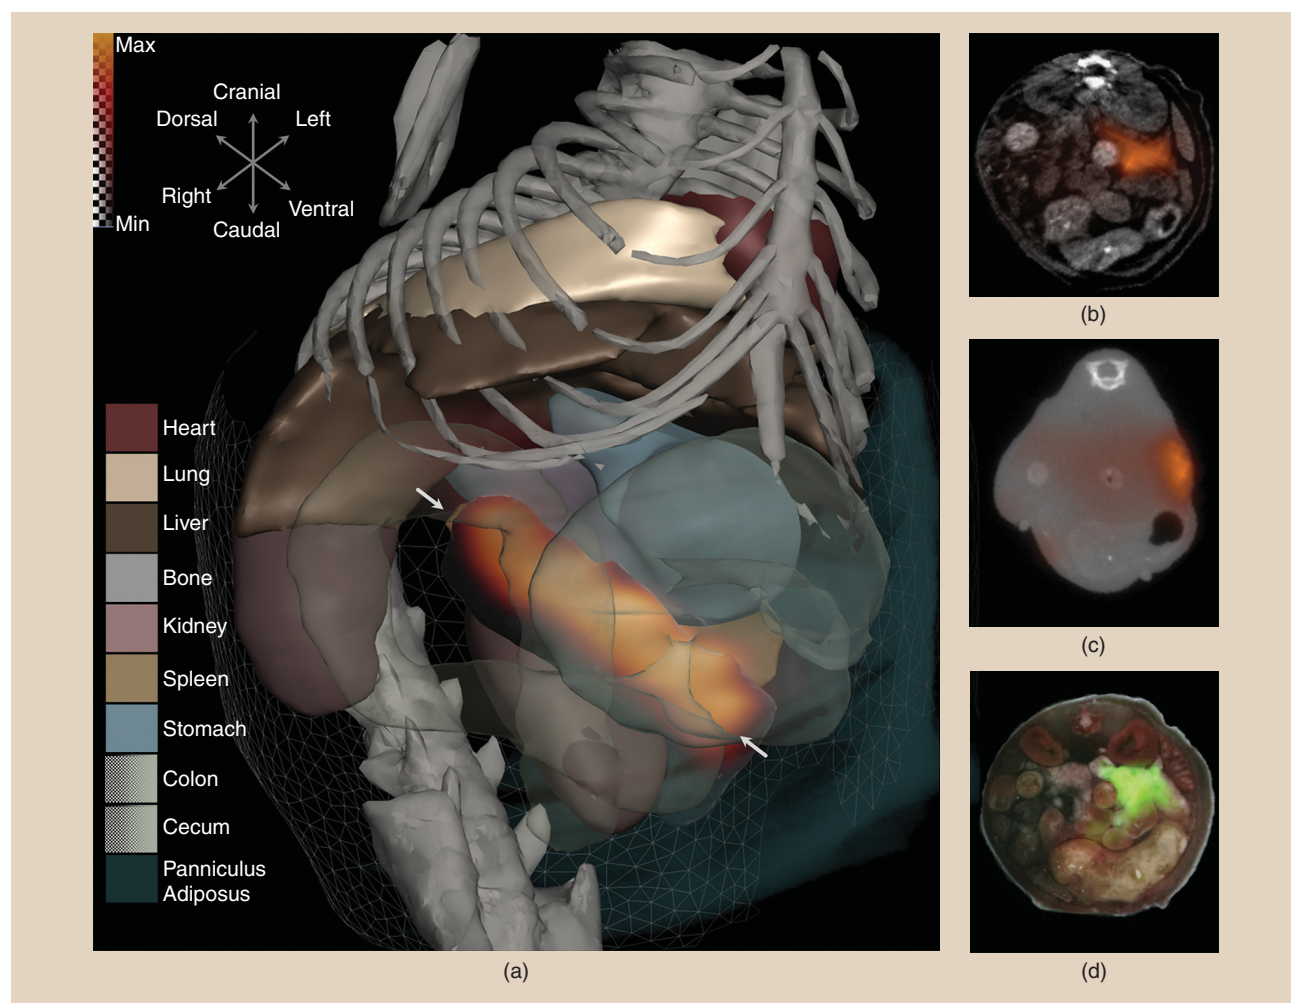 Max
Cranial
Dorsal
Left
Right
Ventral
Caudal
Min
Heart
Lung
Liver
Bone
Kidney
Spleen
Stomach
Colon
Cecum
Panniculus
Adiposus
(a)
(b)
(c)
(d)